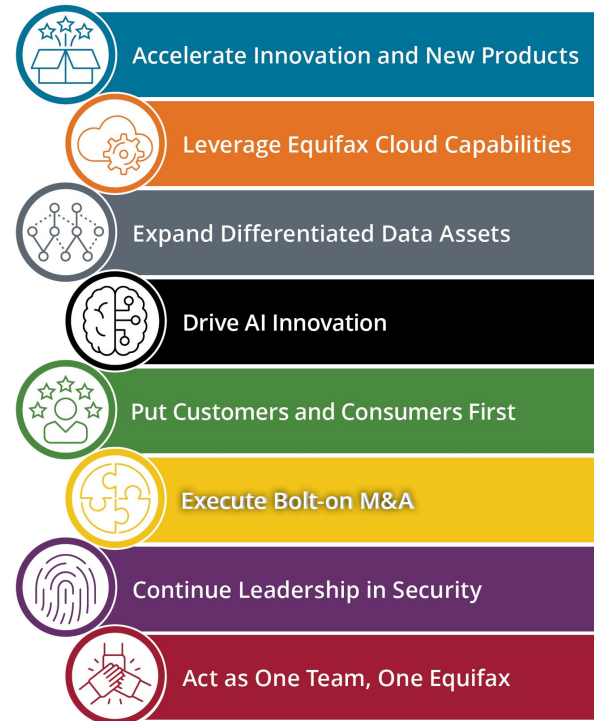 Accelerate Innovation and New Products
Leverage Equifax Cloud Capabilities
Expand Differentiated Data Assets
Drive AI Innovation
Put Customers and Consumers First
Execute Bolt-on M&A
Continue Leadership in Security
Act as One Team, One Equifax